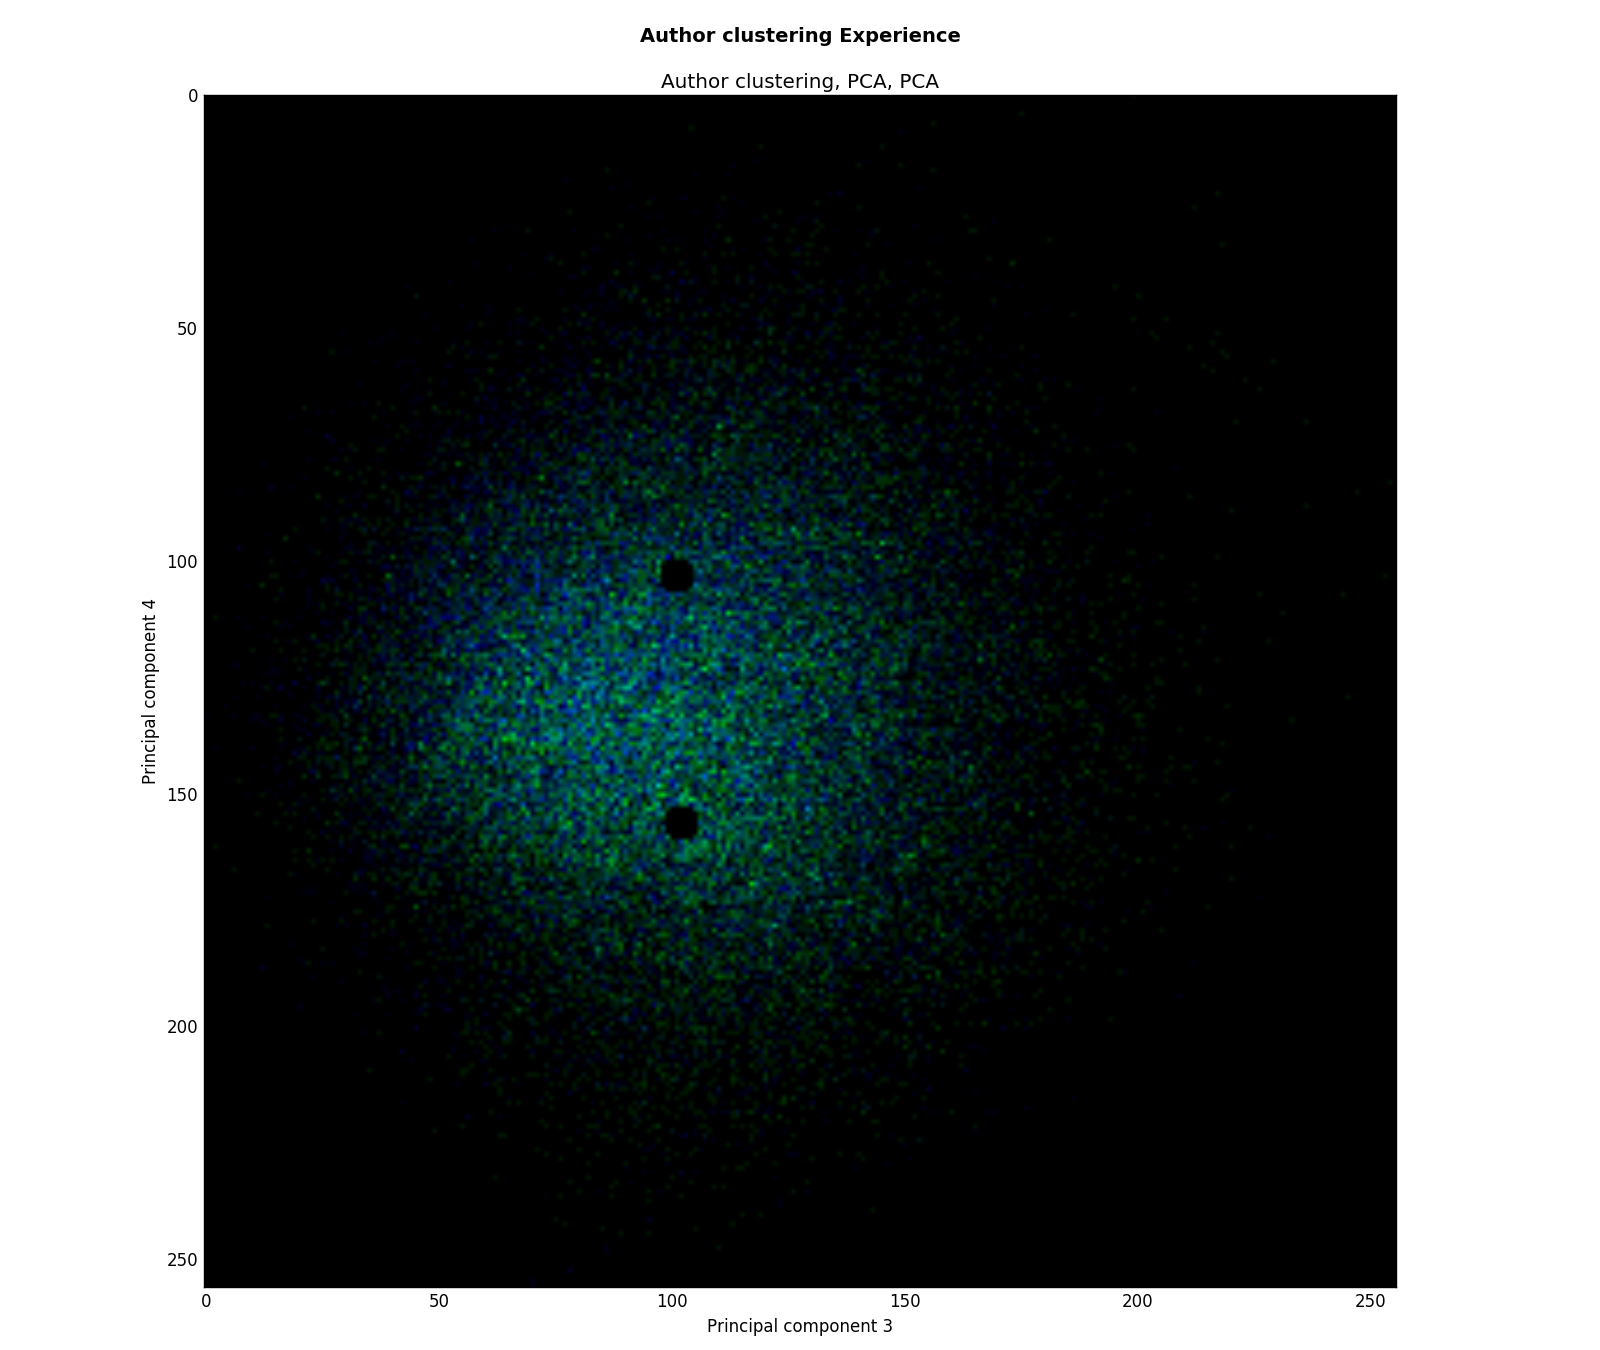 Author clustering Experience
Author clustering, PCA, PCA
0
50
100
150
200
250
Principal component 4
0 50 100 150 200 250
Principal component 3